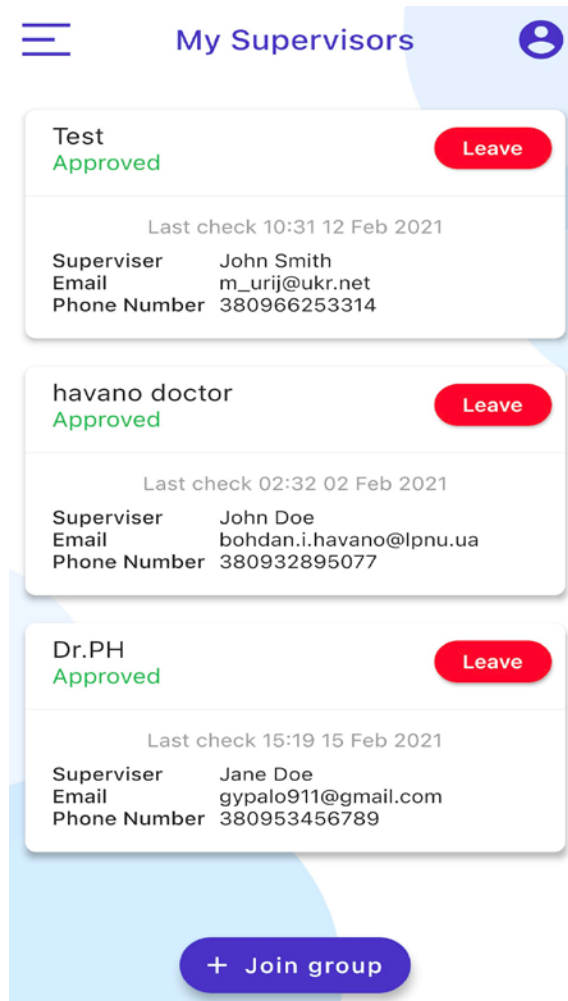 My Supervisors
Test
Approved
Leave
Last check 10:31 12 Feb 2021
Superviser John Smith
Email m_urij@ukr.net
Phone Number 380966253314
havano doctor
Approved
Leave
Last check 02:32 02 Feb 2021
Superviser John Doe
Email bohdan.i.havano@lpnu.ua
Phone Number 380932895077
Dr.PH
Approved
Leave
Last check 15:19 15 Feb 2021
Superviser Jane Doe
Email gypalo911@gmail.com
Phone Number 380953456789
+ Join group